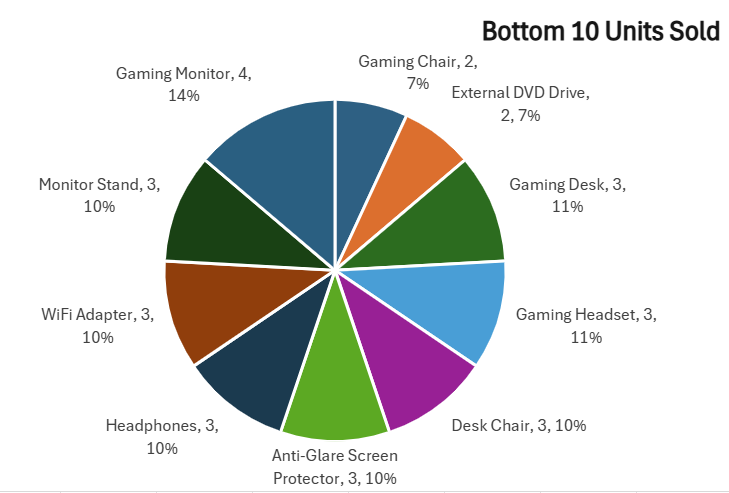 Bottom 10 Units Sold
Gaming Chair, 2,
7%
External DVD Drive,
2, 7%
Gaming Desk, 3,
11%
Gaming Headset, 3,
11%
Desk Chair, 3, 10%
Anti-Glare Screen
Protector, 3, 10%
Headphones, 3,
10%
WiFi Adapter, 3,
10%
Monitor Stand, 3,
10%
Gaming Monitor, 4,
14%